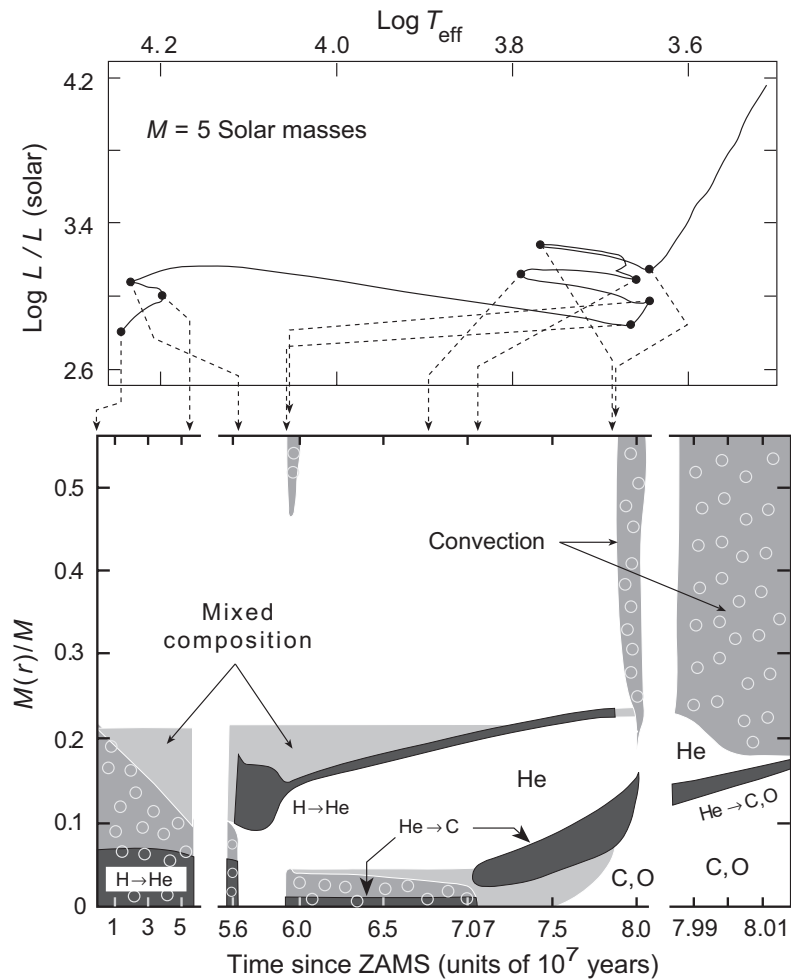 Log T_eff
4.2 4.0 3.8 3.6
4.2
M = 5 Solar masses
3.4
2.6
Log L / L (solar)
0.5
Convection
0.4
Mixed
composition
0.3
0.2
He
He
H→He
He→C,O
He→C
0.1
H→He
C,O
C,O
0
M(r)/M
1 3 5 5.6 6.0 6.5 7.07 7.5 8.0 7.99 8.01
Time since ZAMS (units of 10⁷ years)